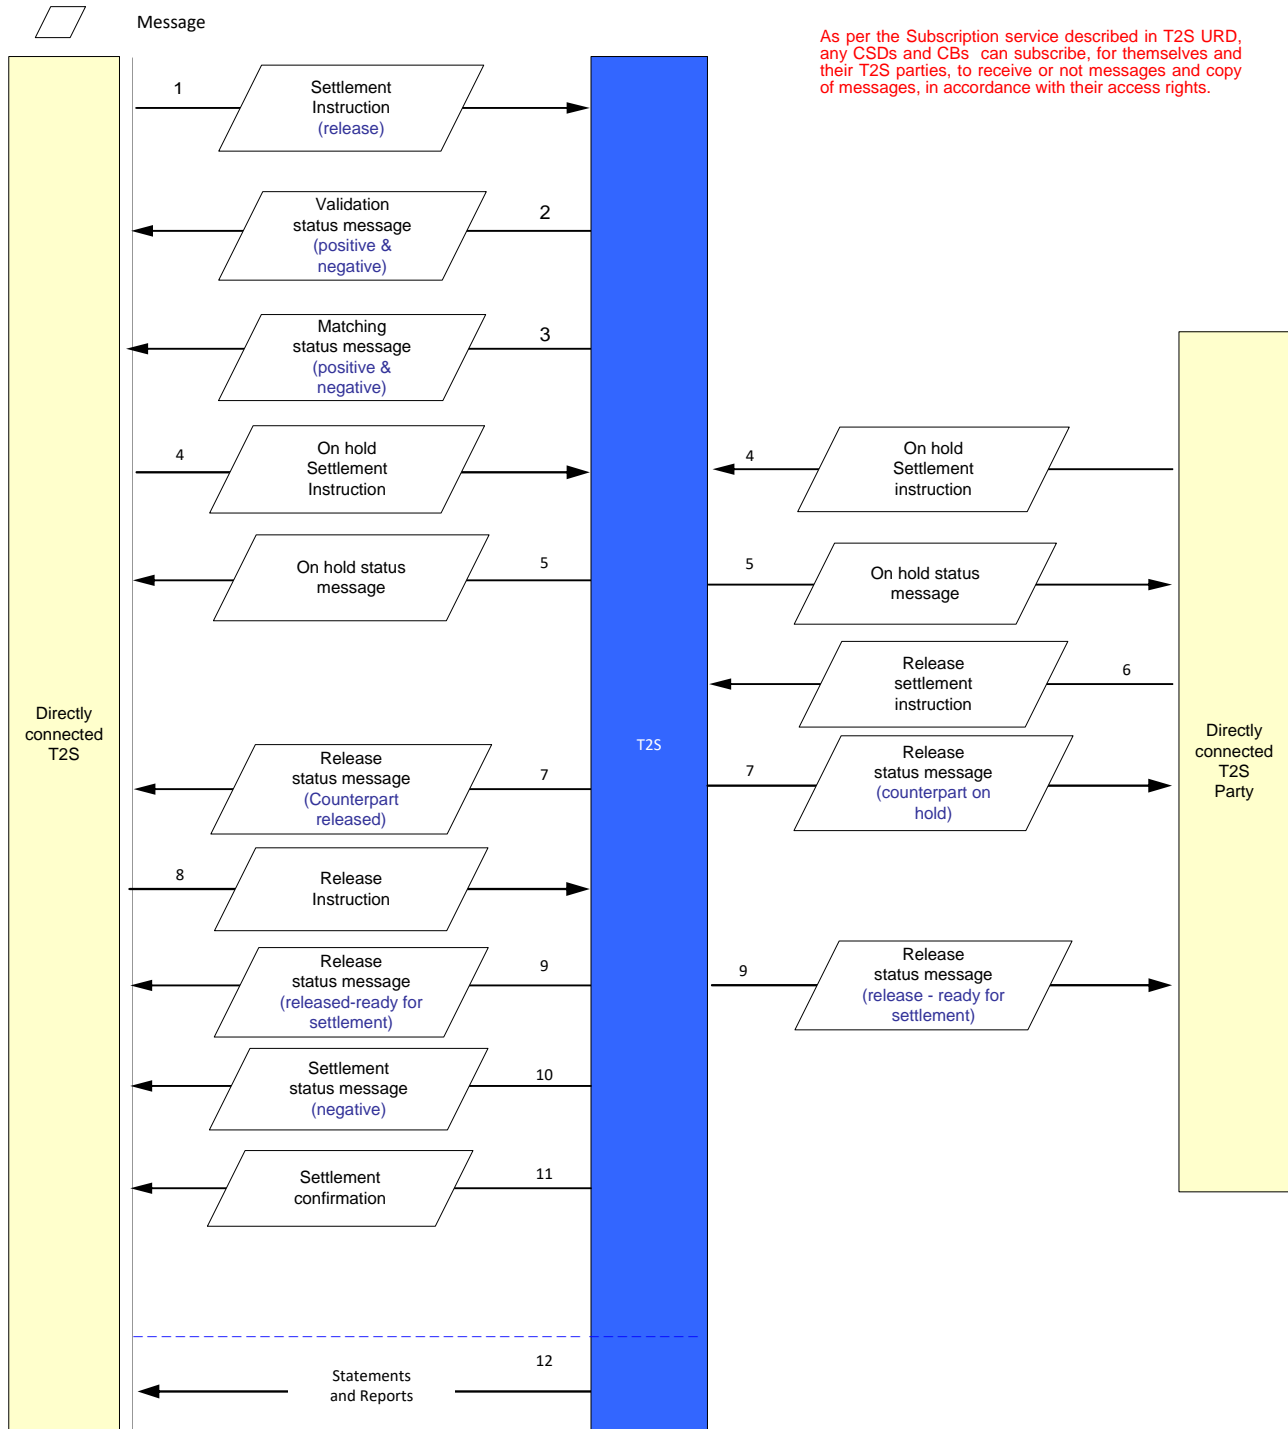 Message
As per the Subscription service described in T2S URD,
any CSDs and CBs can subscribe, for themselves and
their T2S parties, to receive or not messages and copy
of messages, in accordance with their access rights.
1
Settlement
Instruction
(release)
Validation
status message
(positive &
negative)
2
Matching
status message
(positive &
negative)
3
4
On hold
Settlement
Instruction
4
On hold
Settlement
instruction
On hold status
message
5
5
On hold status
message
Release
settlement
instruction
6
Directly
connected
T2S
T2S
Directly
connected
T2S
Party
Release
status message
(Counterpart
released)
7
7
Release
status message
(counterpart on
hold)
8
Release
Instruction
Release
status message
(released-ready for
settlement)
9
9
Release
status message
(release - ready for
settlement)
Settlement
status message
(negative)
10
Settlement
confirmation
11
Statements
and Reports
12